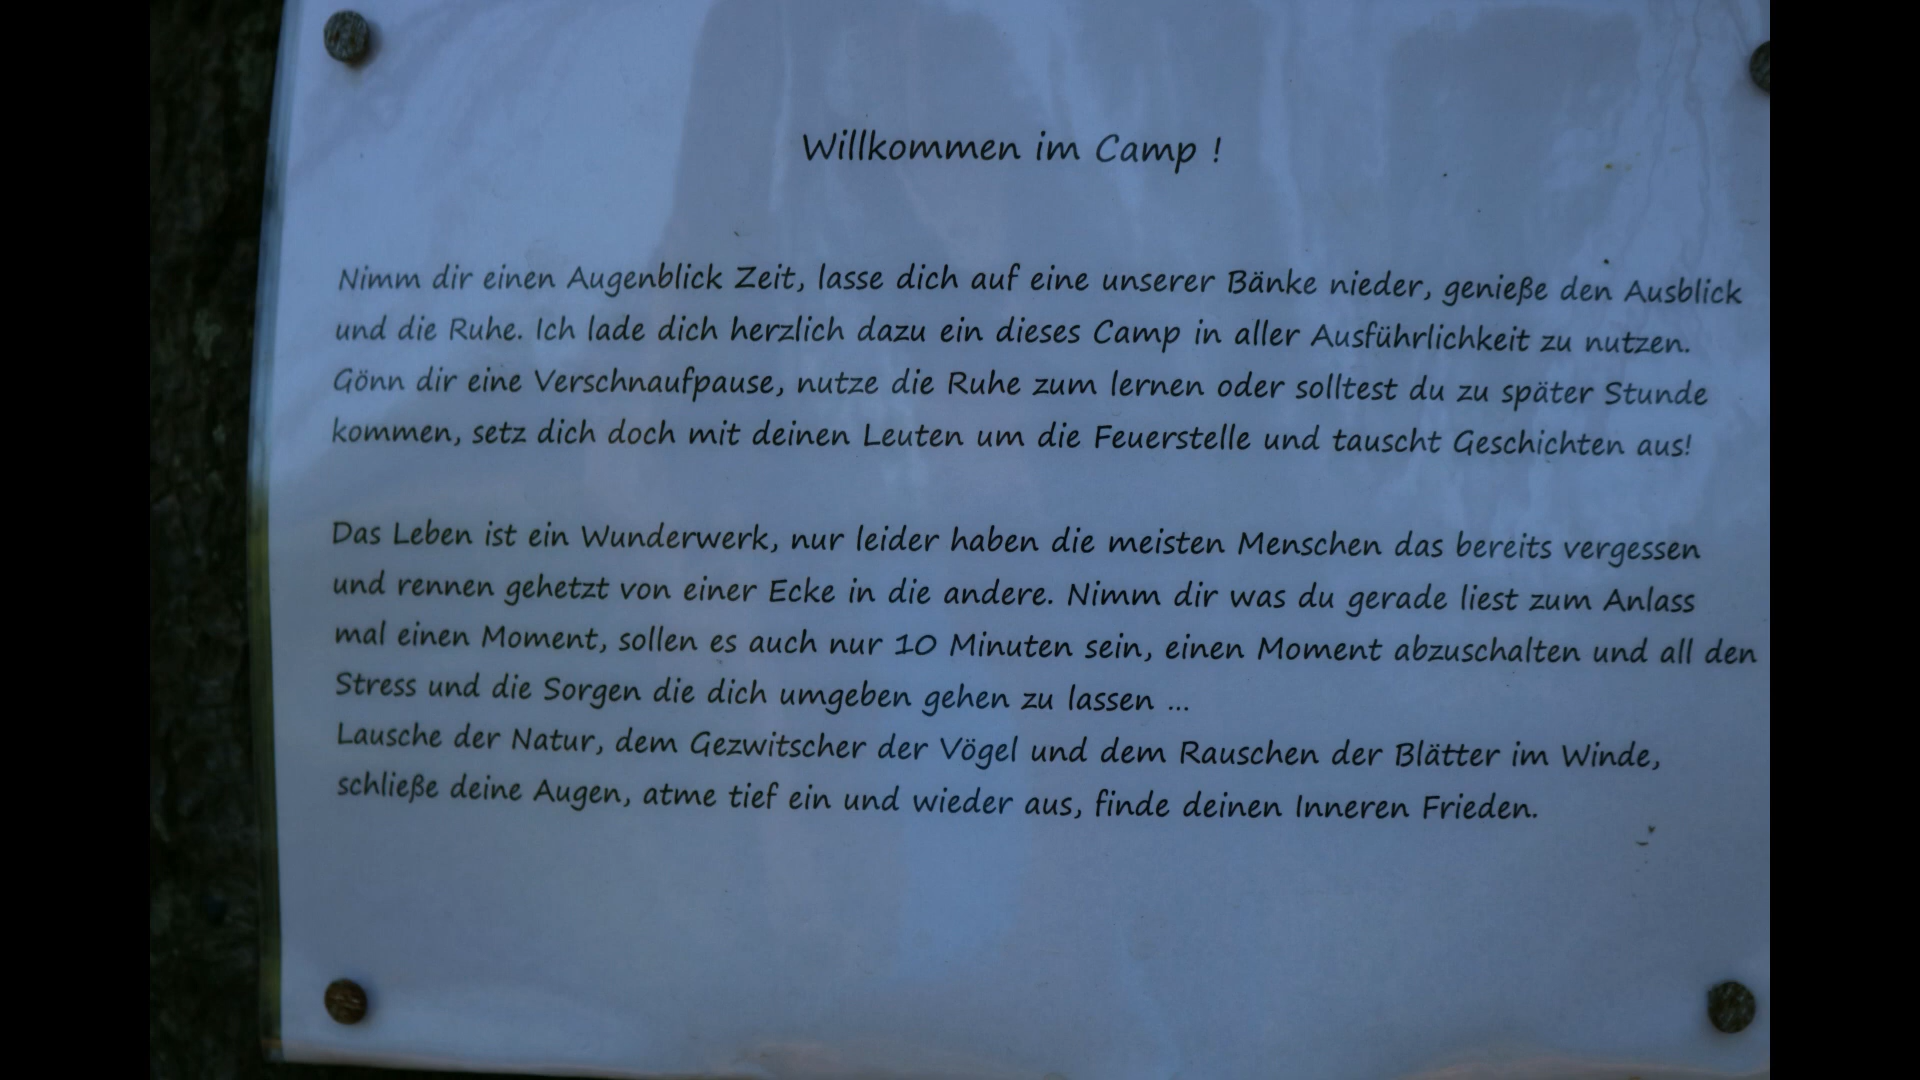 Willkommen im Camp !
Nimm dir einen Augenblick Zeit, lasse dich auf eine unserer Bänke nieder, genieße den Ausblick
und die Ruhe. Ich lade dich herzlich dazu ein dieses Camp in aller Ausführlichkeit zu nutzen.
Gönn dir eine Verschnaufpause, nutze die Ruhe zum lernen oder solltest du zu später Stunde
kommen, setz dich doch mit deinen Leuten um die Feuerstelle und tauscht Geschichten aus!
Das Leben ist ein Wunderwerk, nur leider haben die meisten Menschen das bereits vergessen
und rennen gehetzt von einer Ecke in die andere. Nimm dir was du gerade liest zum Anlass
mal einen Moment, sollen es auch nur 10 Minuten sein, einen Moment abzuschalten und all den
Stress und die Sorgen die dich umgeben gehen zu lassen ...
Lausche der Natur, dem Gezwitscher der Vögel und dem Rauschen der Blätter im Winde,
schließe deine Augen, atme tief ein und wieder aus, finde deinen Inneren Frieden.